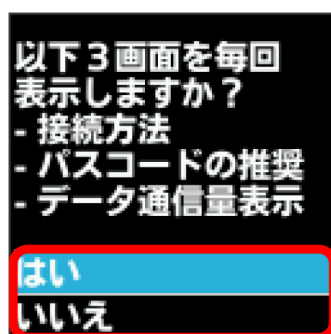 以下３画面を毎回
表示しますか？
- 接続方法
- パスコードの推奨
- データ通信量表示
はい
いいえ